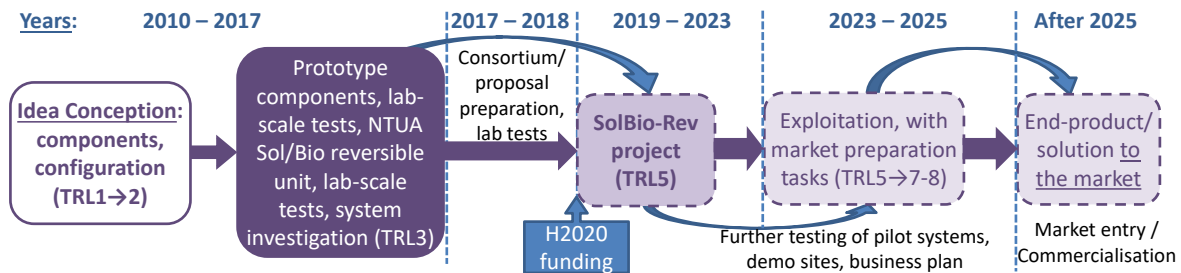 Years:
2010 – 2017
2017 – 2018
2019 – 2023
2023 – 2025
After 2025
Idea Conception:
components,
configuration
(TRL1→2)
Prototype
components, lab-
scale tests, NTUA
Sol/Bio reversible
unit, lab-scale
tests, system
investigation (TRL3)
Consortium/
proposal
preparation,
lab tests
SolBio-Rev
project
(TRL5)
H2020
funding
Exploitation, with
market preparation
tasks (TRL5→7-8)
Further testing of pilot systems,
demo sites, business plan
End-product/
solution to
the market
Market entry /
Commercialisation